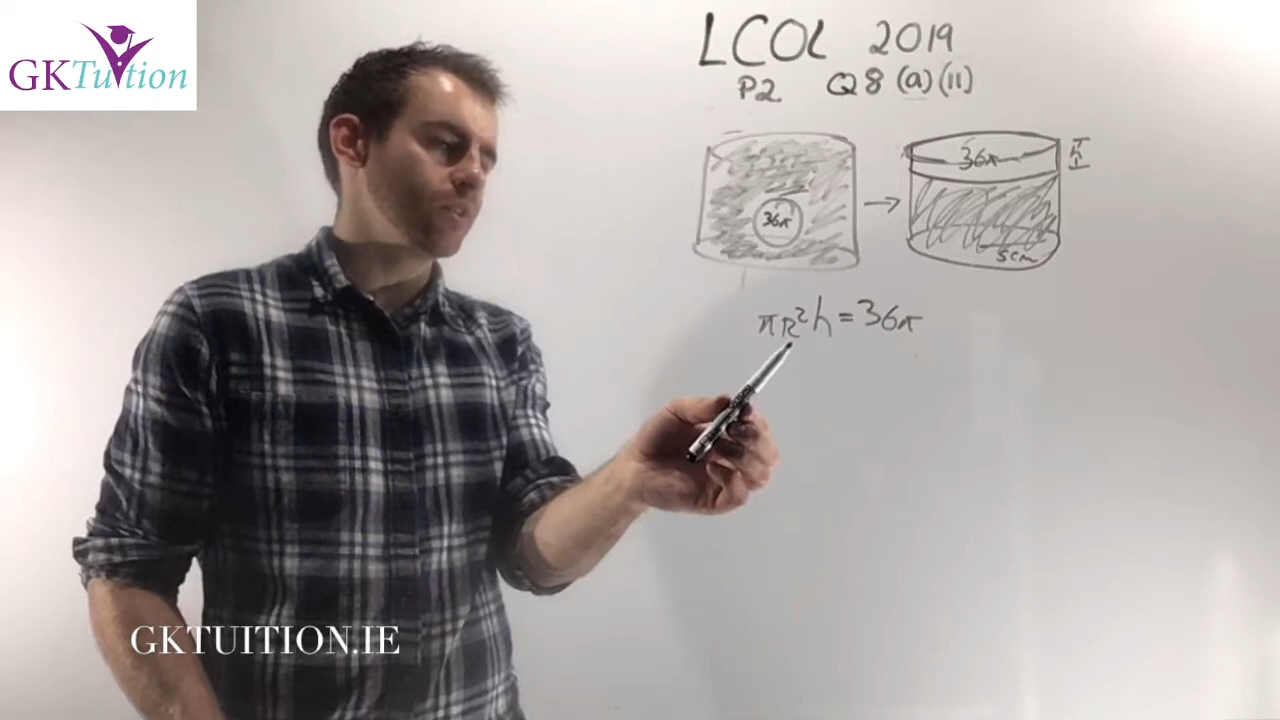 GKTuition
LCOL 2019
P2 Q8 (a)(ii)
36π
36π
h
5cm
πr²h = 36π
GKTUITION.IE